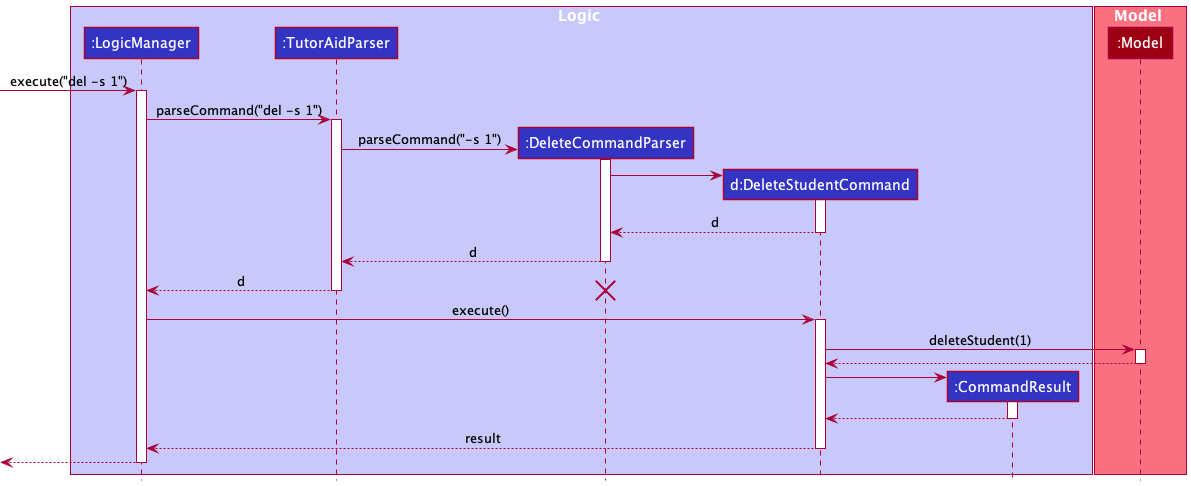 Logic
Model
:LogicManager
:TutorAidParser
:Model
execute("del -s 1")
parseCommand("del -s 1")
parseCommand("-s 1")
:DeleteCommandParser
d:DeleteStudentCommand
d
d
d
execute()
deleteStudent(1)
:CommandResult
result